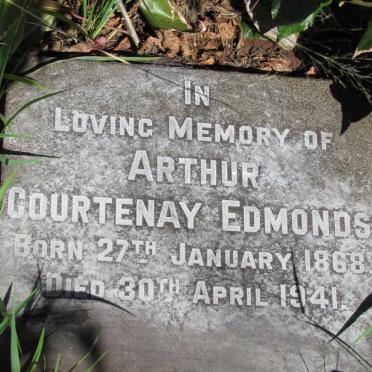 IN
LOVING MEMORY OF
ARTHUR
COURTENAY EDMONDS
BORN 27TH JANUARY 1868
DIED 30TH APRIL 1941.